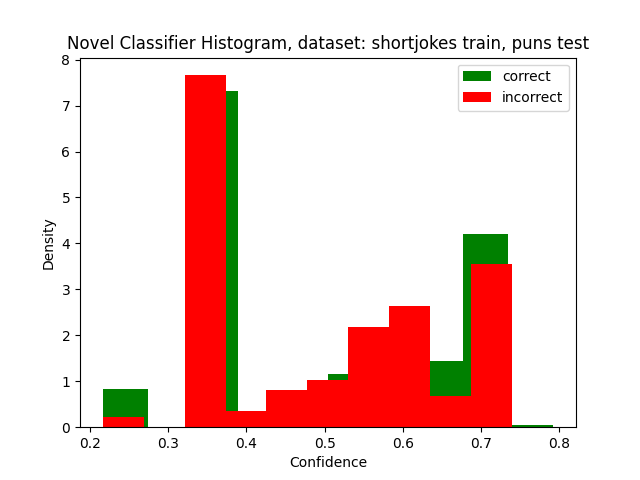 Novel Classifier Histogram, dataset: shortjokes train, puns test
correct
incorrect
8
7
6
5
4
3
2
1
0
Density
0.2 0.3 0.4 0.5 0.6 0.7 0.8
Confidence